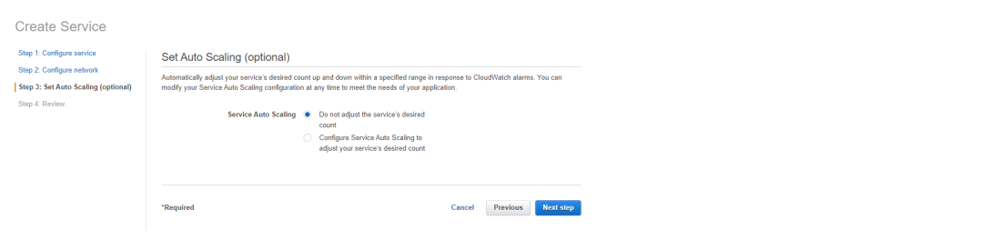 Create Service
Step 1: Configure service
Step 2: Configure network
Step 3: Set Auto Scaling (optional)
Step 4: Review
Set Auto Scaling (optional)
Automatically adjust your service's desired count up and down within a specified range in response to CloudWatch alarms. You can
modify your Service Auto Scaling configuration at any time to meet the needs of your application.
Service Auto Scaling
Do not adjust the service's desired
count
Configure Service Auto Scaling to
adjust your service's desired count
*Required
Cancel
Previous
Next step